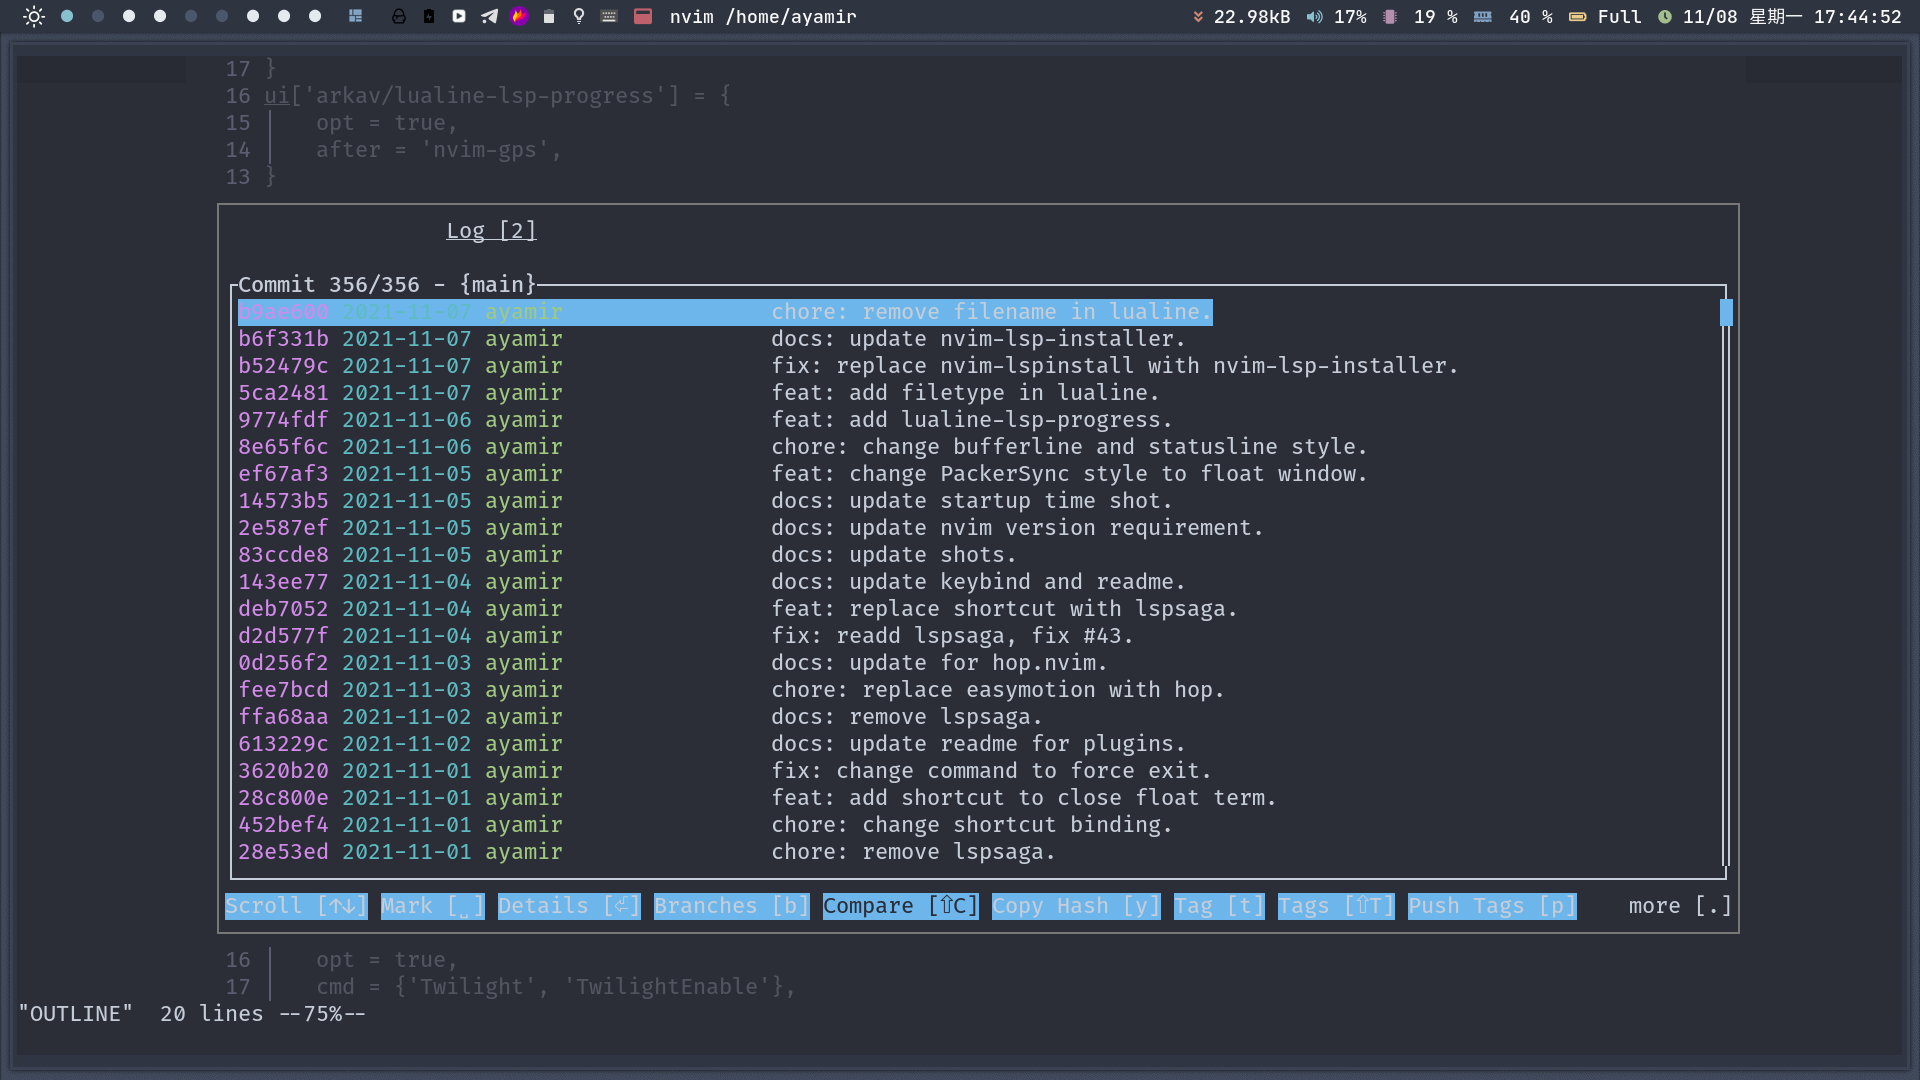 nvim /home/ayamir
22.98kB 17% 19 % 40 % Full 11/08 星期一 17:44:52
17 }
16 ui['arkav/lualine-lsp-progress'] = {
15 opt = true,
14 after = 'nvim-gps',
13 }
Log [2]
Commit 356/356 - {main}
b9ae600 2021-11-07 ayamir chore: remove filename in lualine.
b6f331b 2021-11-07 ayamir docs: update nvim-lsp-installer.
b52479c 2021-11-07 ayamir fix: replace nvim-lspinstall with nvim-lsp-installer.
5ca2481 2021-11-07 ayamir feat: add filetype in lualine.
9774fdf 2021-11-06 ayamir feat: add lualine-lsp-progress.
8e65f6c 2021-11-06 ayamir chore: change bufferline and statusline style.
ef67af3 2021-11-05 ayamir feat: change PackerSync style to float window.
14573b5 2021-11-05 ayamir docs: update startup time shot.
2e587ef 2021-11-05 ayamir docs: update nvim version requirement.
83ccde8 2021-11-05 ayamir docs: update shots.
143ee77 2021-11-04 ayamir docs: update keybind and readme.
deb7052 2021-11-04 ayamir feat: replace shortcut with lspsaga.
d2d577f 2021-11-04 ayamir fix: readd lspsaga, fix #43.
0d256f2 2021-11-03 ayamir docs: update for hop.nvim.
fee7bcd 2021-11-03 ayamir chore: replace easymotion with hop.
ffa68aa 2021-11-02 ayamir docs: remove lspsaga.
613229c 2021-11-02 ayamir docs: update readme for plugins.
3620b20 2021-11-01 ayamir fix: change command to force exit.
28c800e 2021-11-01 ayamir feat: add shortcut to close float term.
452bef4 2021-11-01 ayamir chore: change shortcut binding.
28e53ed 2021-11-01 ayamir chore: remove lspsaga.
Scroll [↑↓] Mark [˽] Details [⏎] Branches [b] Compare [⇧C] Copy Hash [y] Tag [t] Tags [⇧T] Push Tags [p] more [.]
16 opt = true,
17 cmd = {'Twilight', 'TwilightEnable'},
"OUTLINE" 20 lines --75%--